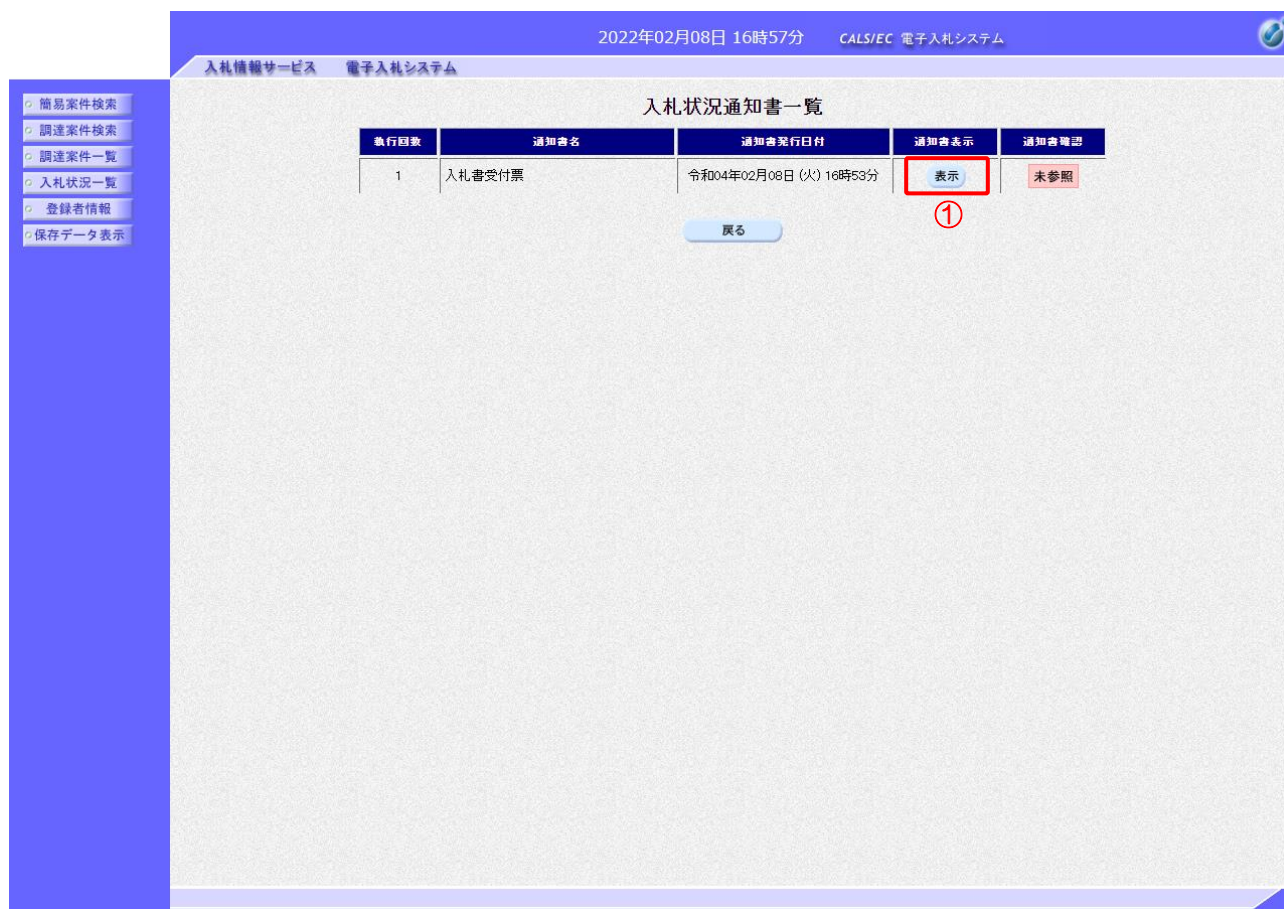 2022年02月08日 16時57分 CALS/EC 電子入札システム
入札情報サービス 電子入札システム
簡易案件検索
調達案件検索
調達案件一覧
入札状況一覧
登録者情報
保存データ表示
入札状況通知書一覧
執行回数 通知書名 通知書発行日付 通知書表示 通知書確認
1 入札書受付票 令和04年02月08日 (火) 16時53分 表示 未参照
①
戻る